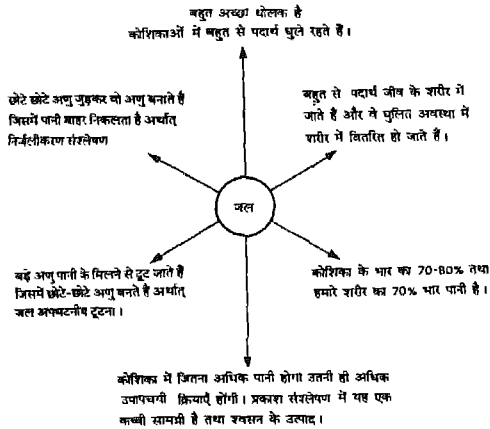 बहुत अच्छा घोलक है
कोशिकाओं में बहुत से पदार्थ घुले रहते हैं।
छोटे छोटे अणु जुड़कर वो अणु बनाते हैं
जिसमें पानी बाहर निकलता है अर्थात्
निर्जलीकरण संश्लेषण
बहुत से पदार्थ जीव के शरीर में
जाते हैं और वे घुलित अवस्था में
शरीर में वितरित हो जाते हैं।
जल
बड़े अणु पानी के मिलने से टूट जाते हैं
जिसमें छोटे-छोटे अणु बनते हैं अर्थात्
जल अपघटनीय टूटना।
कोशिका के भार का 70-80% तथा
हमारे शरीर का 70% भार पानी है।
कोशिका में जितना अधिक पानी होगा उतनी ही अधिक
उपापचयी क्रियाएँ होंगी। प्रकाश संश्लेषण में यह एक
कच्ची सामग्री है तथा श्वसन के उत्पाद।